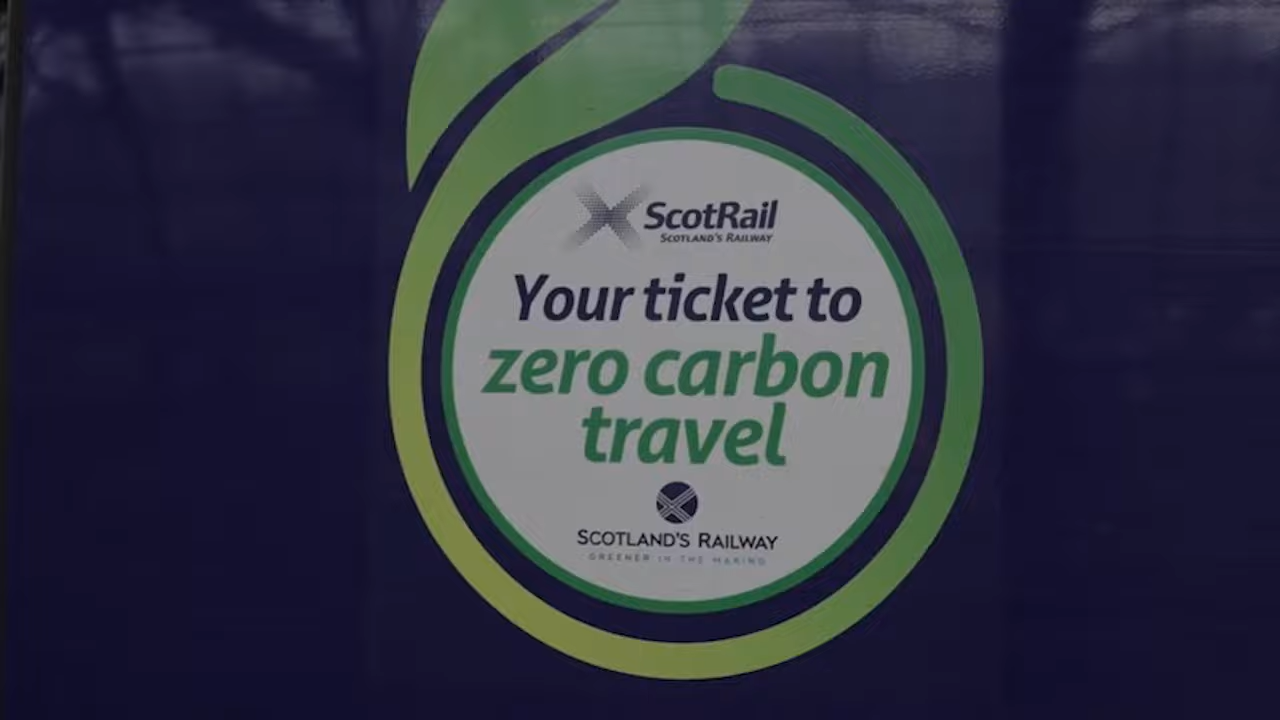 ScotRail
SCOTLAND'S RAILWAY
Your ticket to
zero carbon
travel
SCOTLAND'S RAILWAY
GREENER IN THE MAKING